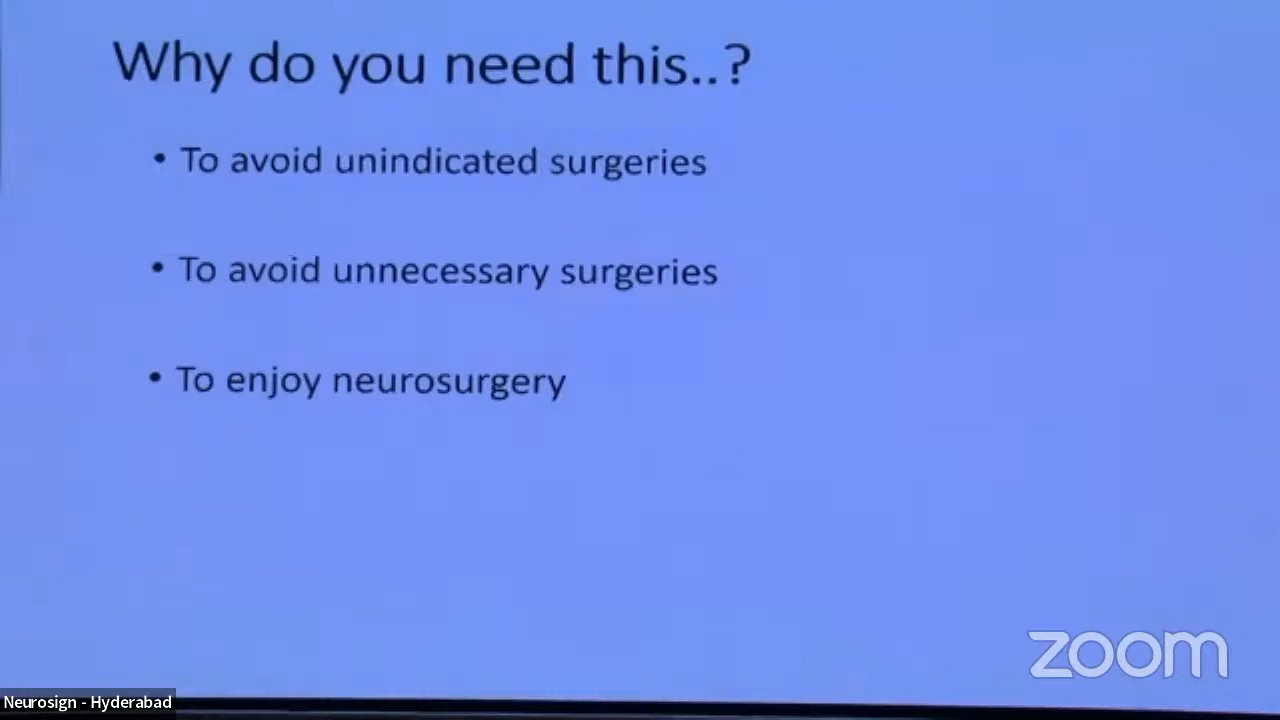 Why do you need this..?
• To avoid unindicated surgeries
• To avoid unnecessary surgeries
• To enjoy neurosurgery
zoom
Neurosign - Hyderabad